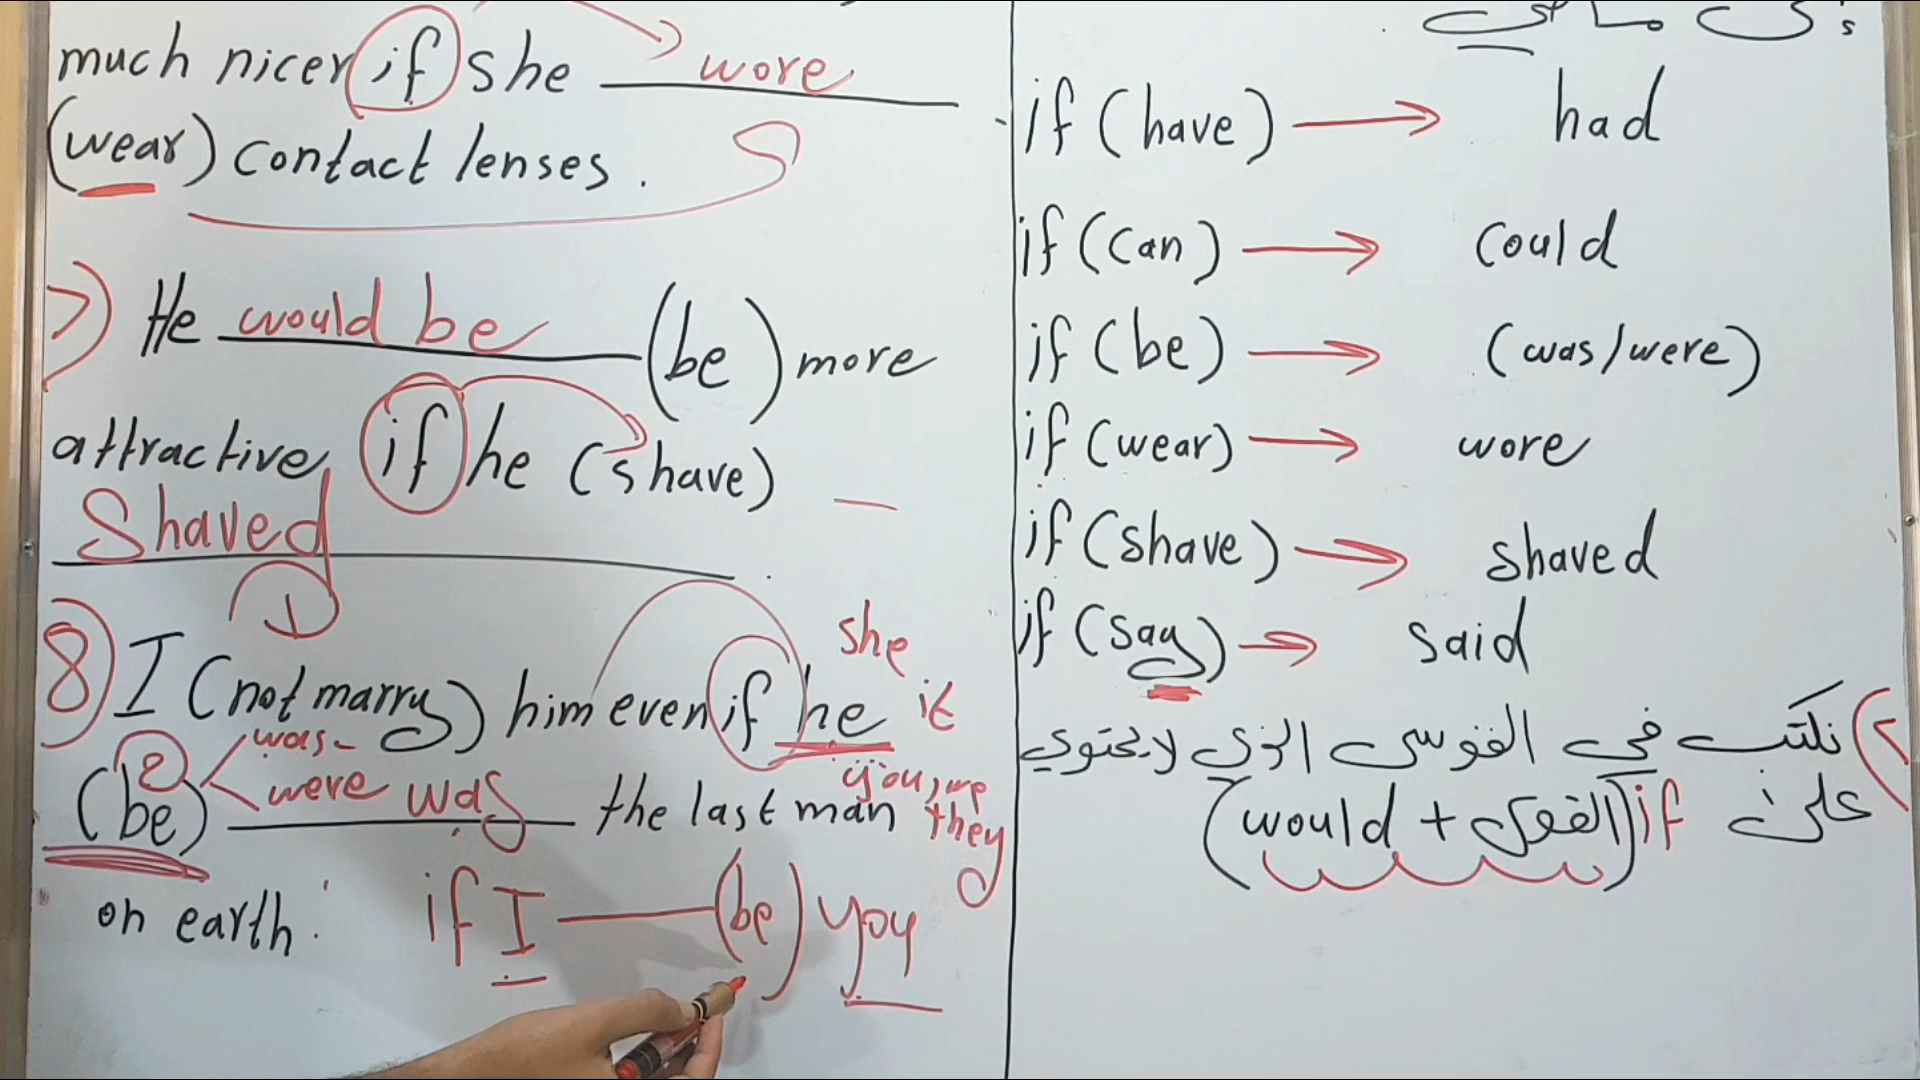 much nicer if she wore
(wear) contact lenses.
7) He would be (be) more
attractive if he (shave)
Shaved
8) I (not marry) him even if he she it
(be) was were was the last man you, we they
on earth. if I (be) you
if (have) → had
if (can) → could
if (be) → (was/were)
if (wear) → wore
if (shave) → shaved
if (say) → said
٢) نكتب في القوس الذي لا يحتوي
على if (would + الفعل)